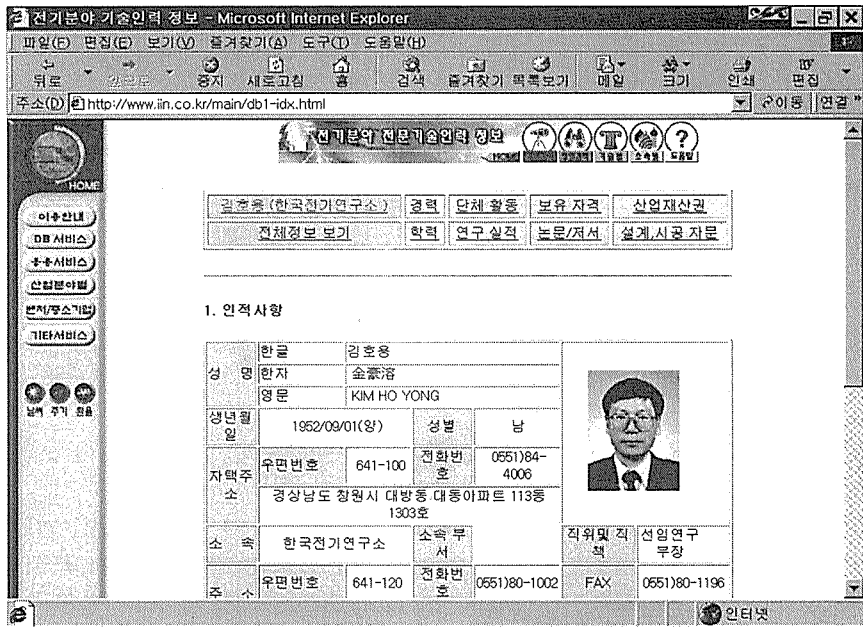 전기분야 기술인력 정보 - Microsoft Internet Explorer
파일(F) 편집(E) 보기(V) 즐겨찾기(A) 도구(T) 도움말(H)
뒤로 중지 새로고침 홈 검색 즐겨찾기 목록보기 메일 크기 인쇄 편집
주소(D) http://www.iin.co.kr/main/db1-idx.html 이동 연결 »
전기분야 전문기술인력 정보
HOME
이용안내
DB 서비스
산업분야별
벤처/중소기업
기타서비스
날씨 주가 환율
김호용 (한국전기연구소) 경력 단체 활동 보유 자격 산업재산권
전체정보 보기 학력 연구 실적 논문/저서 설계,시공 자문
1. 인적사항
성 명 한글 김호용
한자 金豪溶
영문 KIM HO YONG
생년월일 1952/09/01(양) 성별 남
자택주소 우편번호 641-100 전화번호 0551)84-4006
경상남도 창원시 대방동 대동아파트 113동 1303호
소 속 한국전기연구소 소속 부서 직위및 직책 선임연구부장
주 소 우편번호 641-120 전화번호 0551)80-1002 FAX 0551)80-1196
인터넷